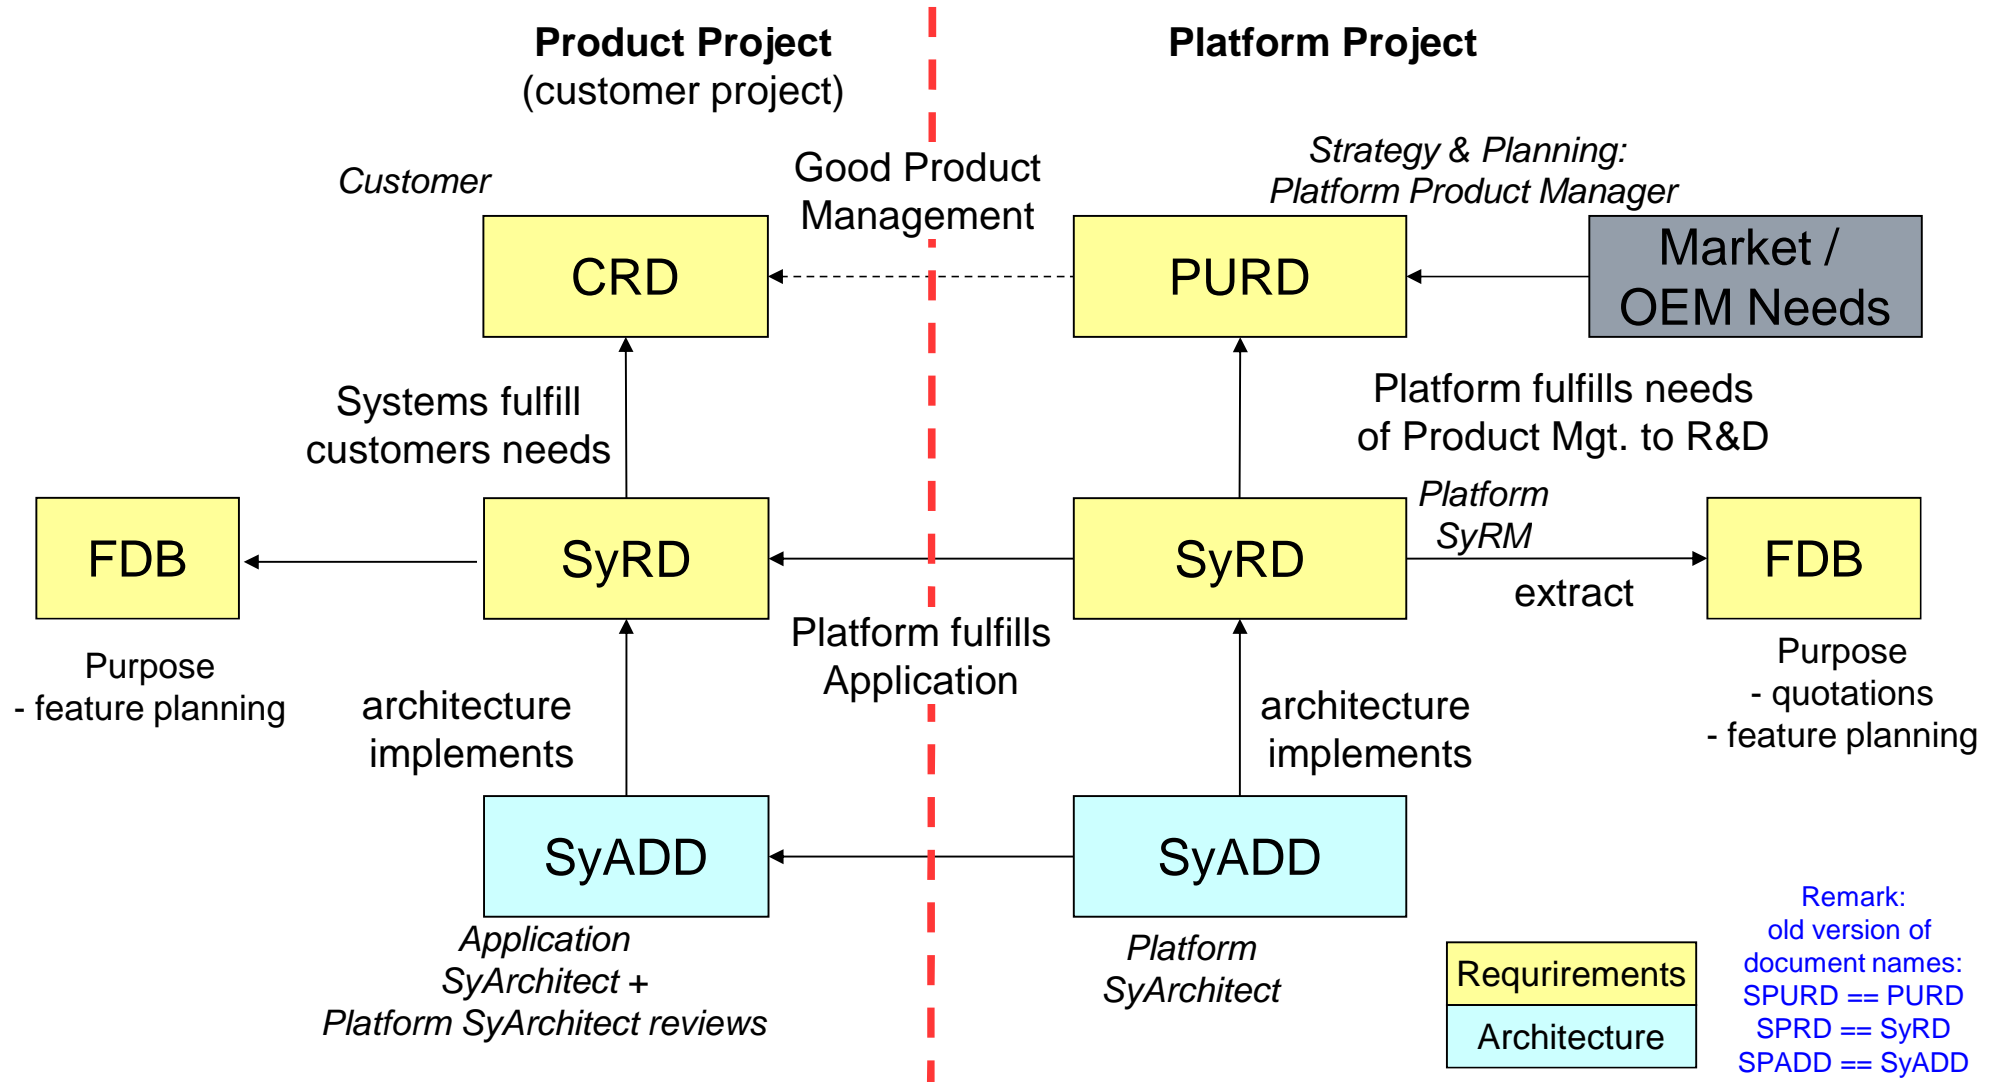 Product Project
(customer project)
Platform Project
Customer
Good Product
Management
Strategy & Planning:
Platform Product Manager
CRD
PURD
Market /
OEM Needs
Systems fulfill
customers needs
Platform fulfills needs
of Product Mgt. to R&D
FDB
SyRD
SyRD
Platform
SyRM
extract
FDB
Purpose
- feature planning
Platform fulfills
Application
Purpose
- quotations
- feature planning
architecture
implements
architecture
implements
SyADD
SyADD
Application
SyArchitect +
Platform SyArchitect reviews
Platform
SyArchitect
Requrirements
Architecture
Remark:
old version of
document names:
SPURD == PURD
SPRD == SyRD
SPADD == SyADD